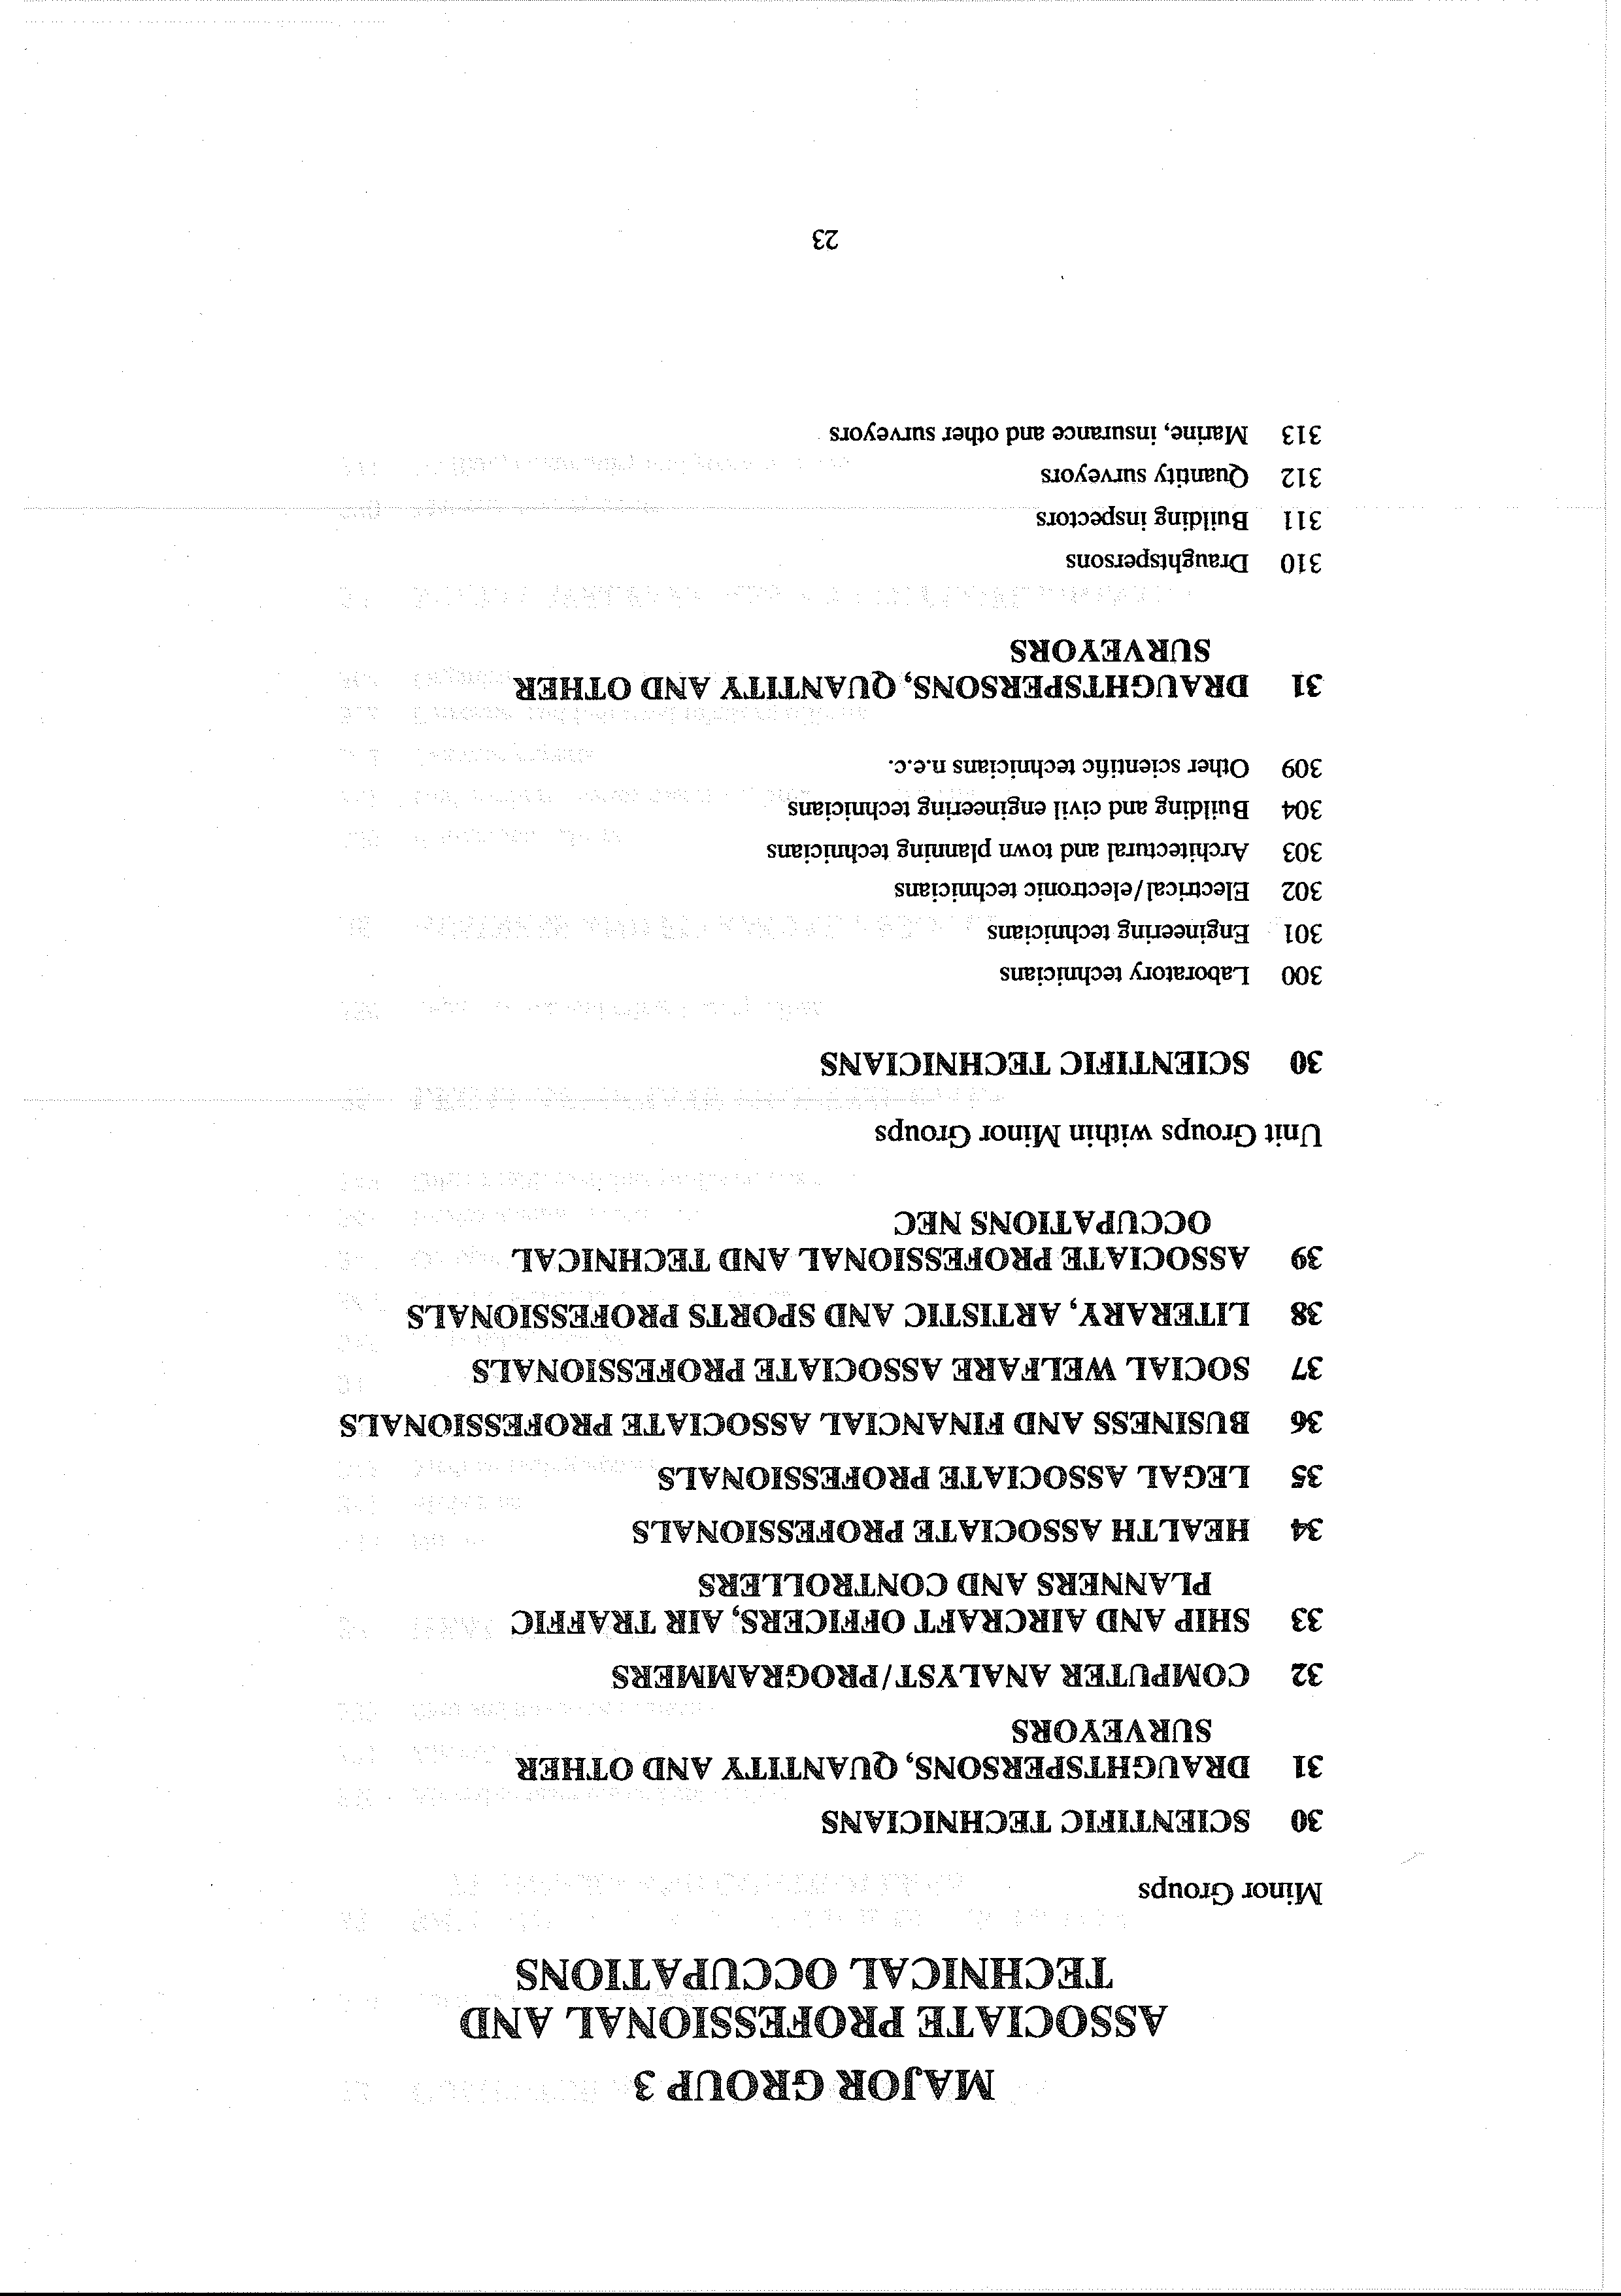 MAJOR GROUP 3
ASSOCIATE PROFESSIONAL AND
TECHNICAL OCCUPATIONS
Minor Groups
30 SCIENTIFIC TECHNICIANS
31 DRAUGHTSPERSONS, QUANTITY AND OTHER
SURVEYORS
32 COMPUTER ANALYST/PROGRAMMERS
33 SHIP AND AIRCRAFT OFFICERS, AIR TRAFFIC
PLANNERS AND CONTROLLERS
34 HEALTH ASSOCIATE PROFESSIONALS
35 LEGAL ASSOCIATE PROFESSIONALS
36 BUSINESS AND FINANCIAL ASSOCIATE PROFESSIONALS
37 SOCIAL WELFARE ASSOCIATE PROFESSIONALS
38 LITERARY, ARTISTIC AND SPORTS PROFESSIONALS
39 ASSOCIATE PROFESSIONAL AND TECHNICAL
OCCUPATIONS NEC
Unit Groups within Minor Groups
30 SCIENTIFIC TECHNICIANS
300 Laboratory technicians
301 Engineering technicians
302 Electrical/electronic technicians
303 Architectural and town planning technicians
304 Building and civil engineering technicians
309 Other scientific technicians n.e.c.
31 DRAUGHTSPERSONS, QUANTITY AND OTHER
SURVEYORS
310 Draughtspersons
311 Building inspectors
312 Quantity surveyors
313 Marine, insurance and other surveyors
23